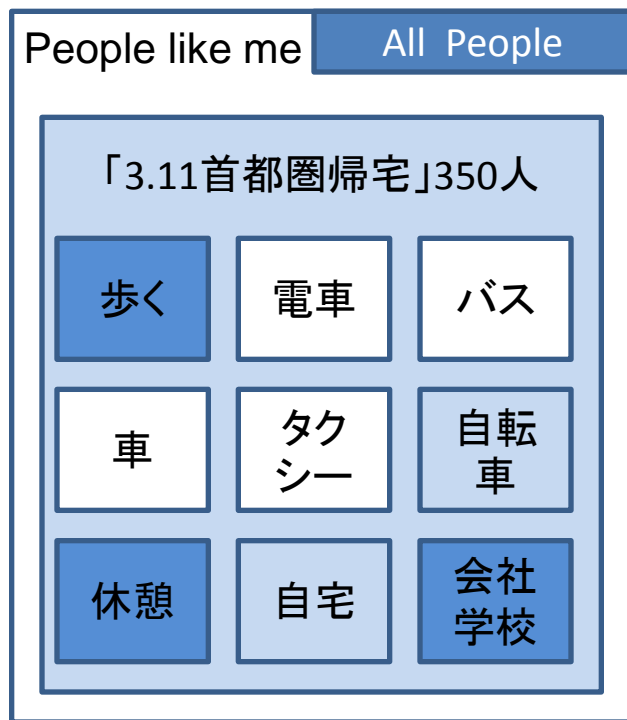 People like me
All People
「3.11首都圏帰宅」350人
歩く
電車
バス
車
タク
シー
自転
車
休憩
自宅
会社
学校